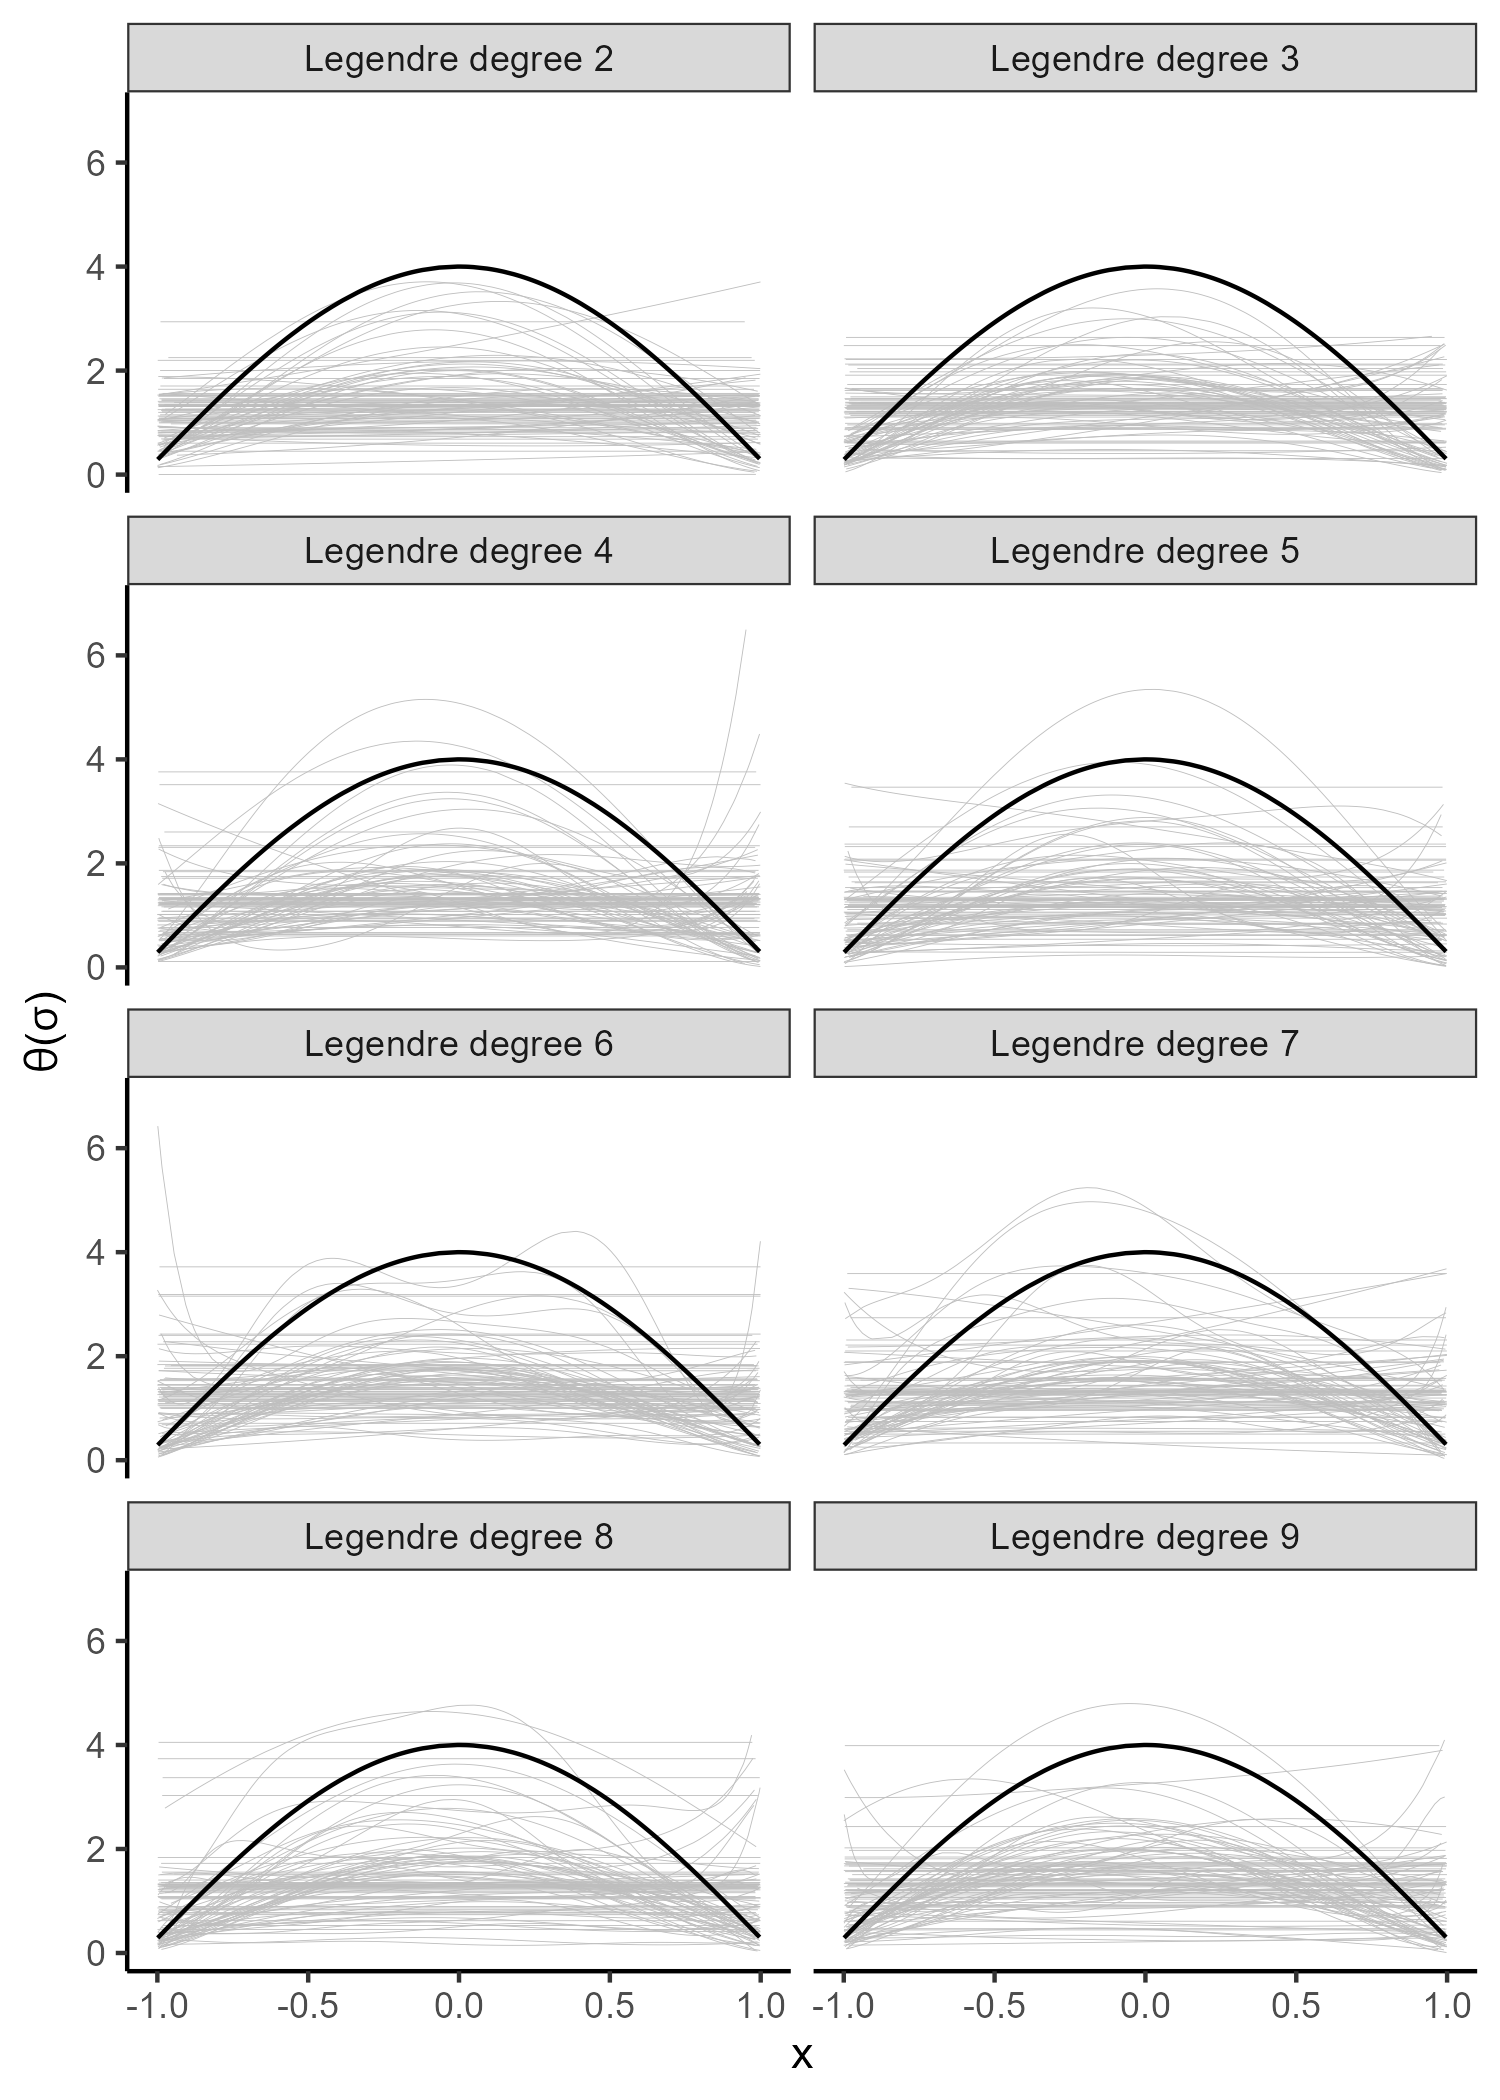 Legendre degree 2
Legendre degree 3
6
4
2
0
Legendre degree 4
Legendre degree 5
6
4
2
0
θ(σ)
Legendre degree 6
Legendre degree 7
6
4
2
0
Legendre degree 8
Legendre degree 9
6
4
2
0
-1.0 -0.5 0.0 0.5 1.0 -1.0 -0.5 0.0 0.5 1.0
x